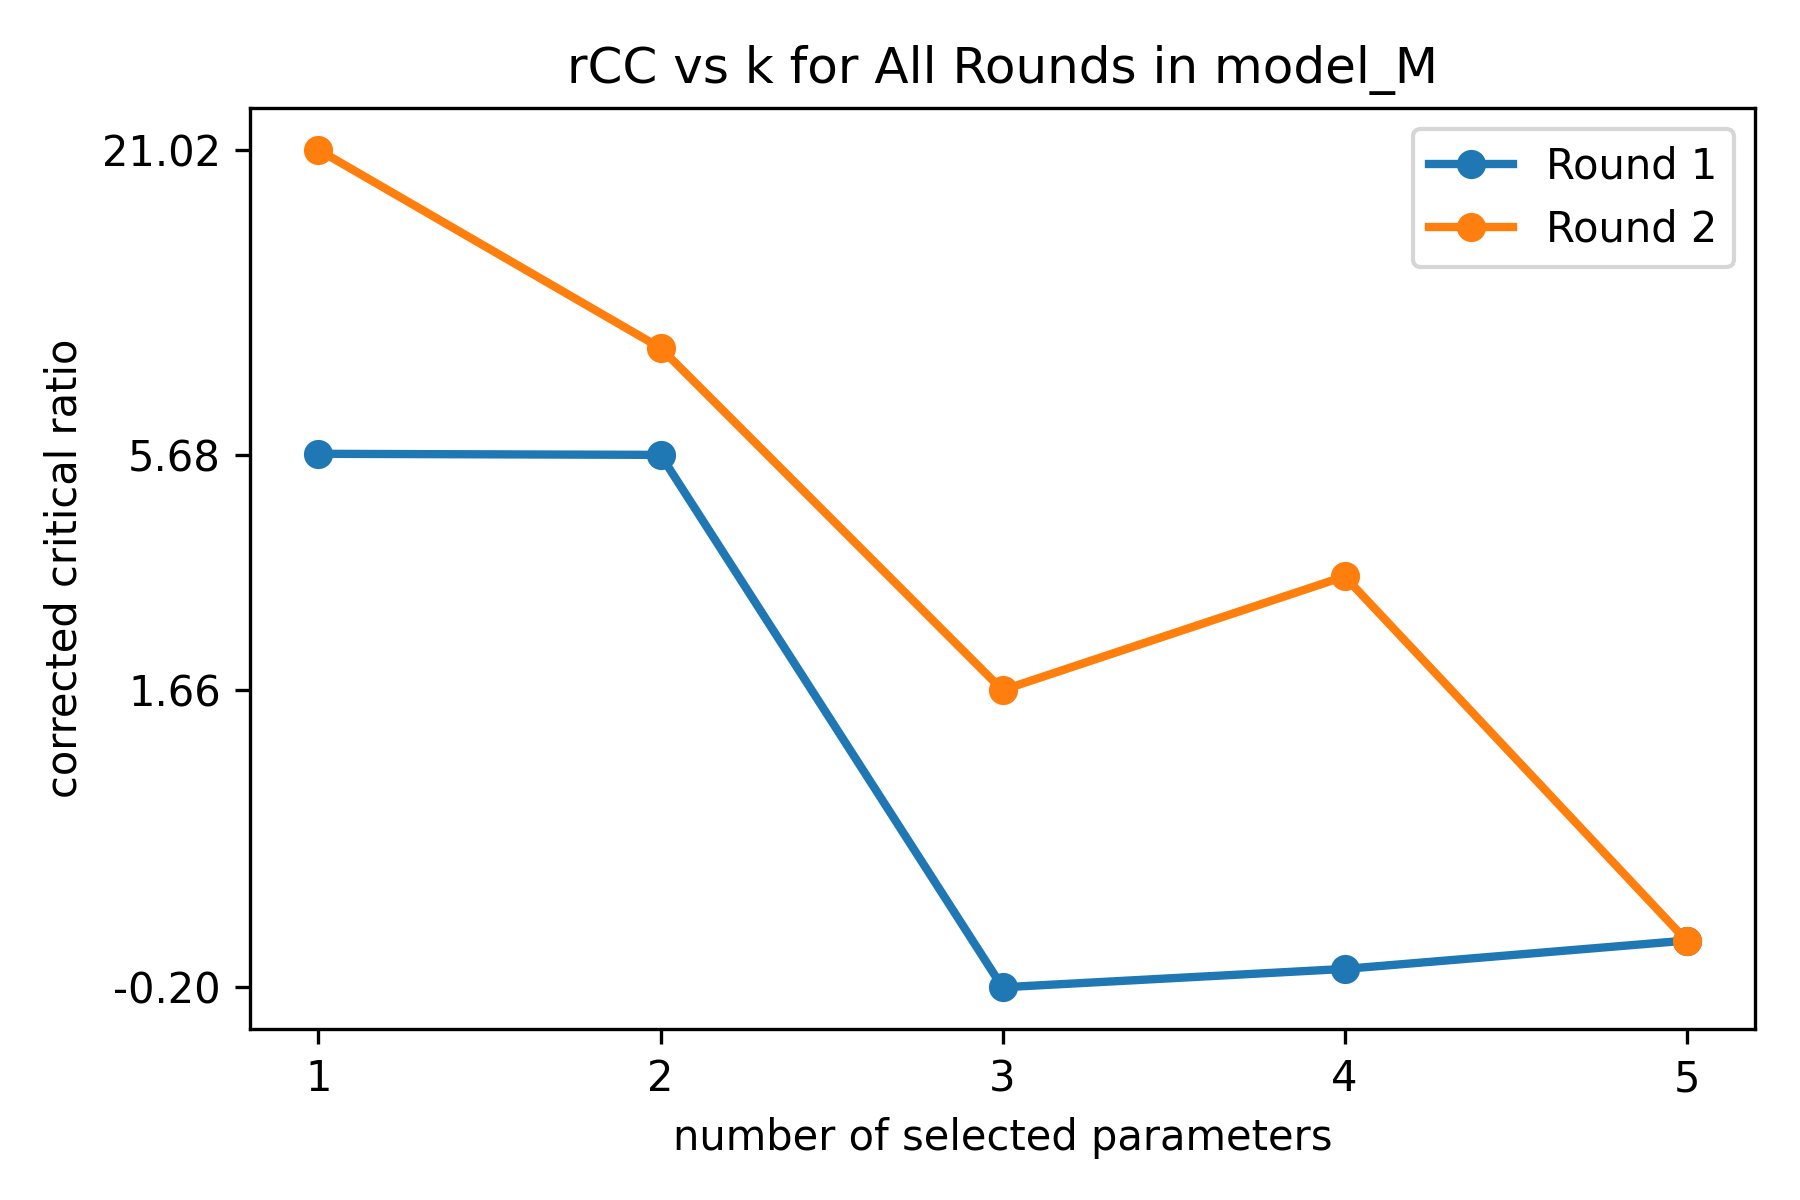 rCC vs k for All Rounds in model_M
Round 1
Round 2
corrected critical ratio
21.02
5.68
1.66
-0.20
1 2 3 4 5
number of selected parameters